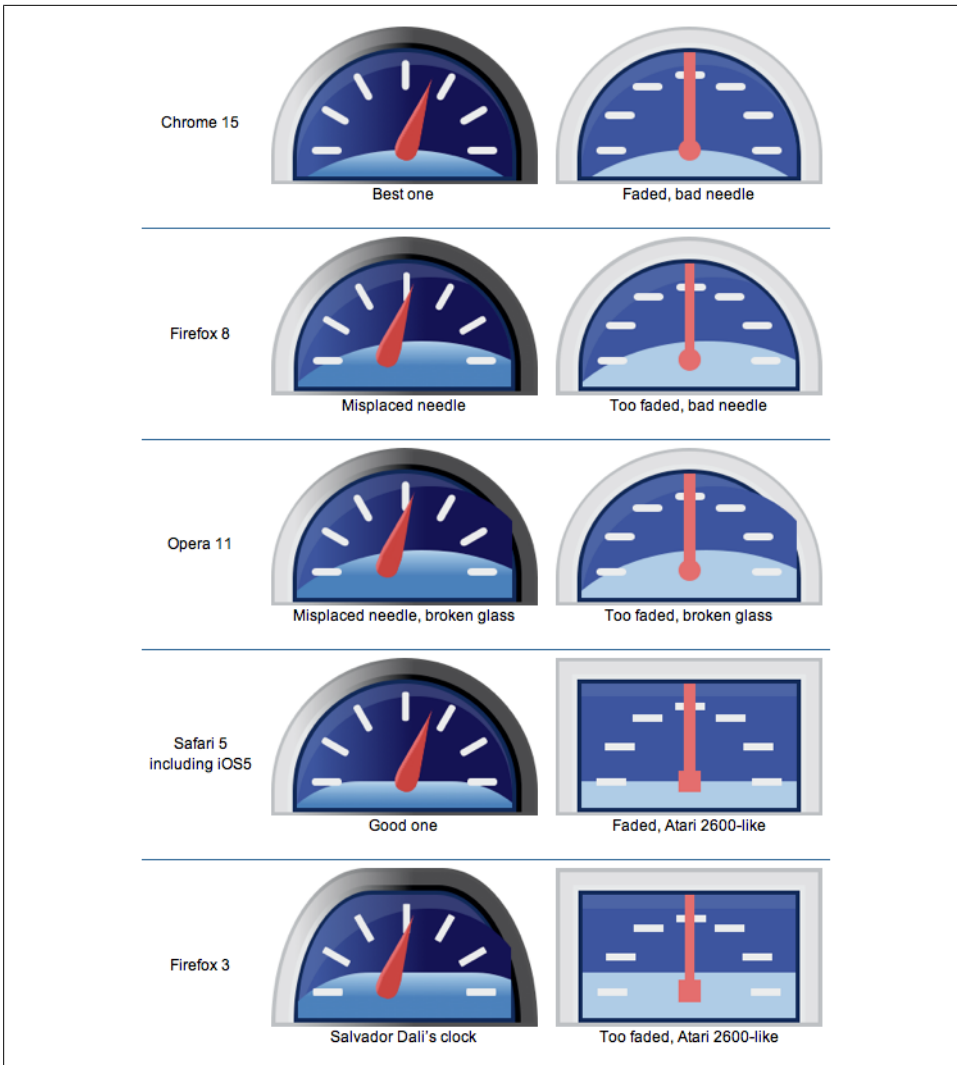 Chrome 15
Best one
Faded, bad needle
Firefox 8
Misplaced needle
Too faded, bad needle
Opera 11
Misplaced needle, broken glass
Too faded, broken glass
Safari 5
including iOS5
Good one
Faded, Atari 2600-like
Firefox 3
Salvador Dali's clock
Too faded, Atari 2600-like